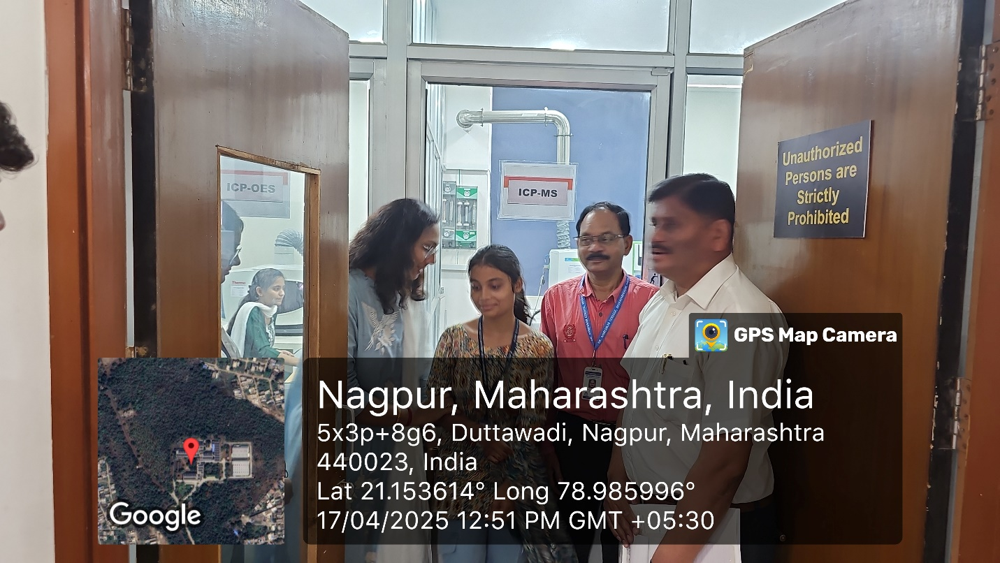 ICP-OES
ICP-MS
Unauthorized
Persons are
Strictly
Prohibited
Thermo
GPS Map Camera
Nagpur, Maharashtra, India
5x3p+8g6, Duttawadi, Nagpur, Maharashtra
440023, India
Lat 21.153614° Long 78.985996°
17/04/2025 12:51 PM GMT +05:30
Google